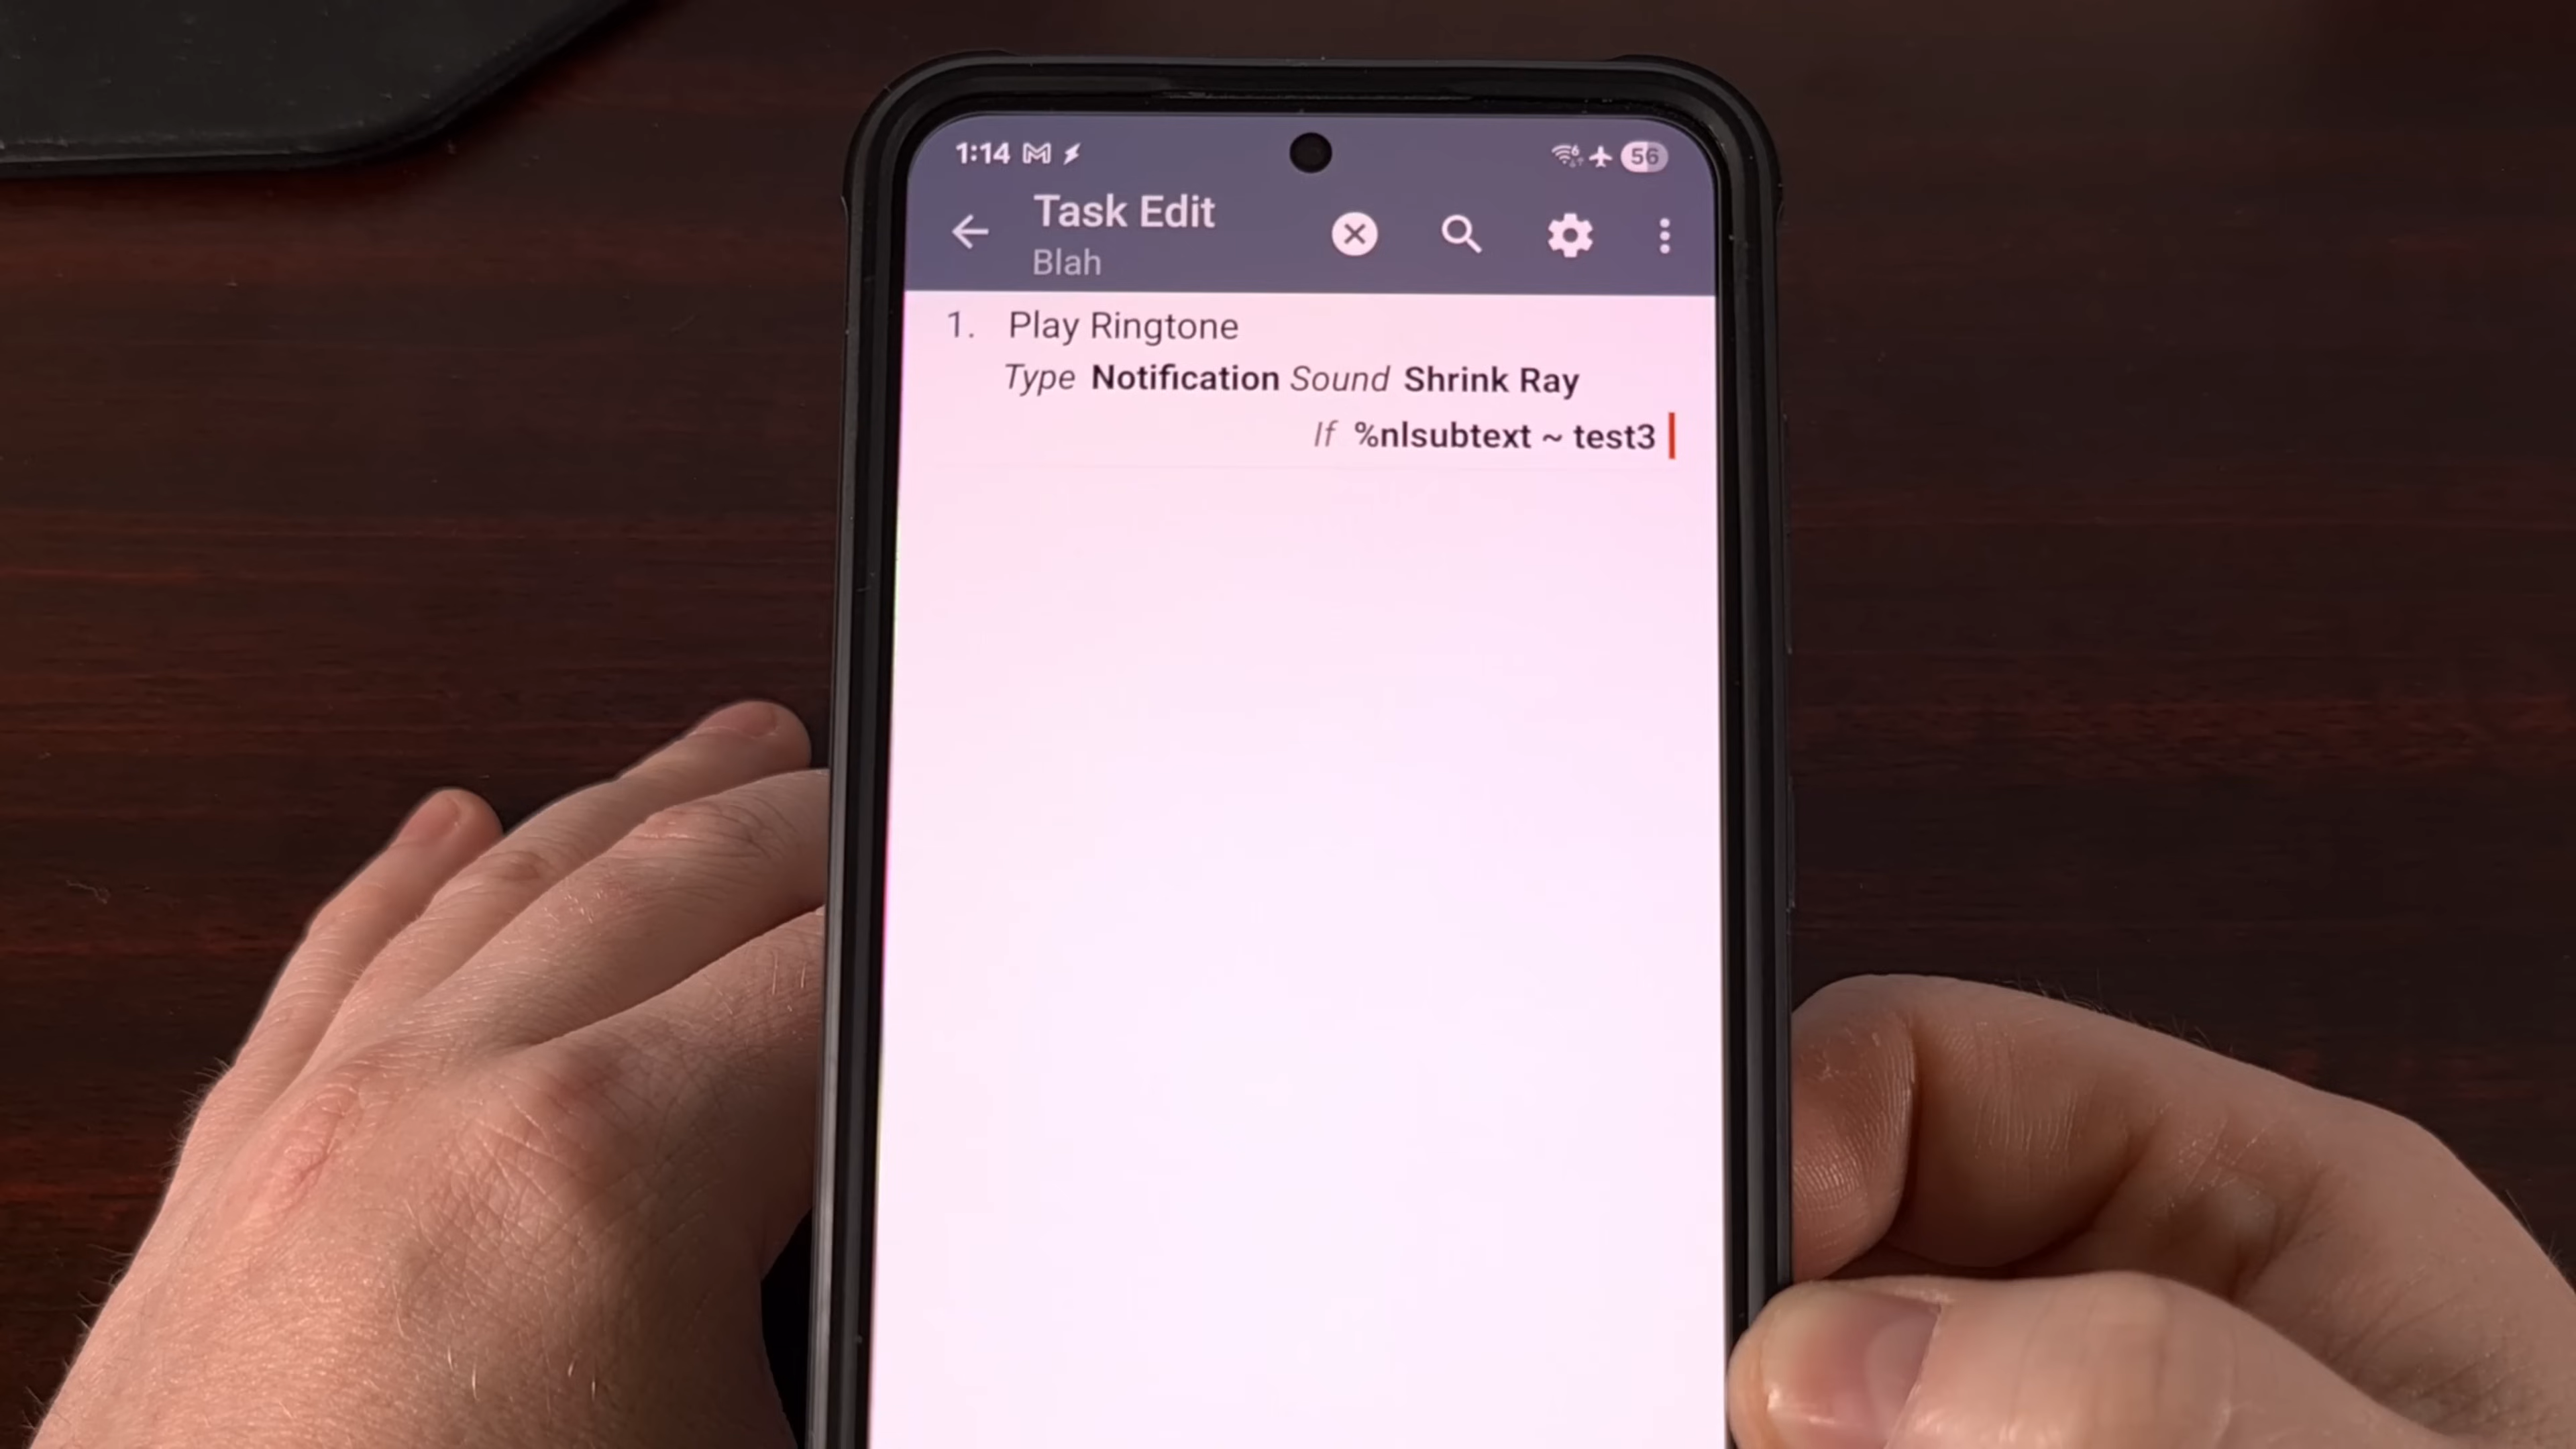 1:14 56
Task Edit
Blah
1. Play Ringtone
Type Notification Sound Shrink Ray
If %nlsubtext ~ test3